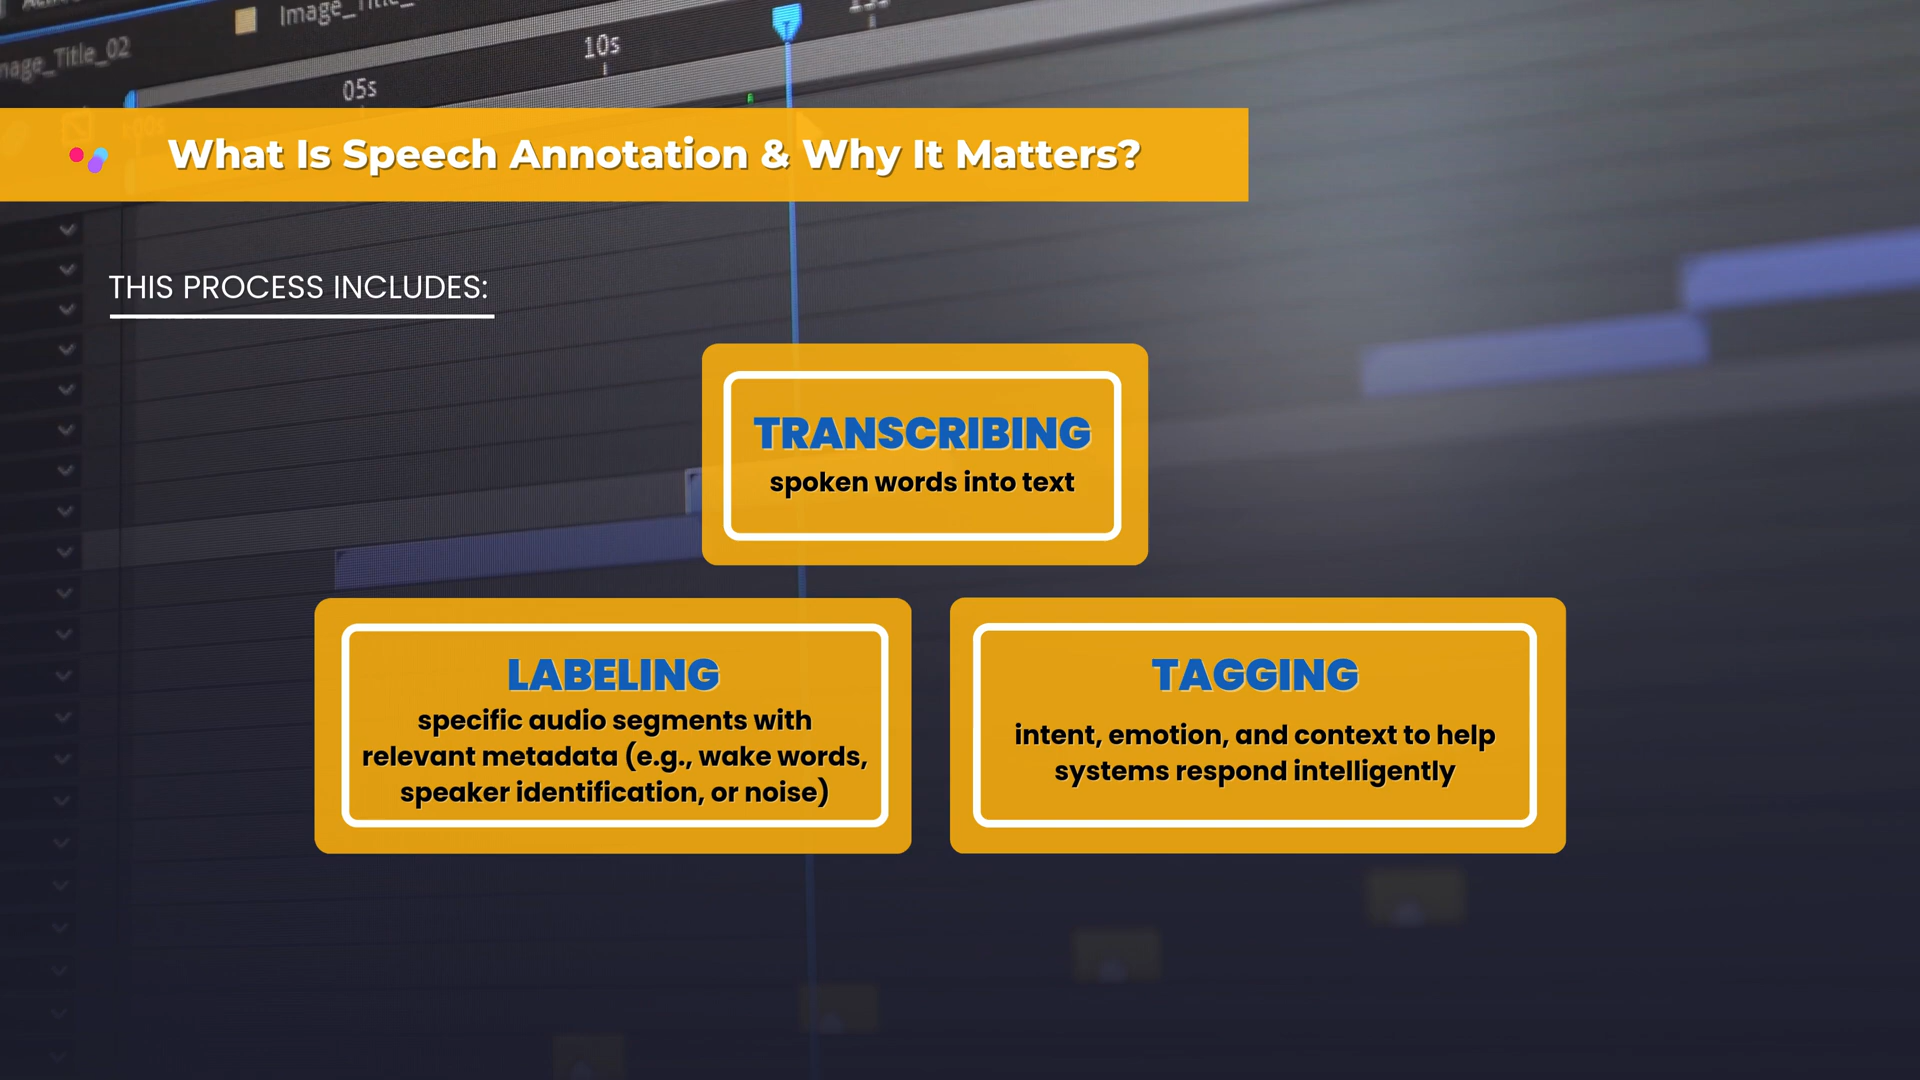 10s
05s
What Is Speech Annotation & Why It Matters?
THIS PROCESS INCLUDES:
TRANSCRIBING
spoken words into text
LABELING
specific audio segments with
relevant metadata (e.g., wake words,
speaker identification, or noise)
TAGGING
intent, emotion, and context to help
systems respond intelligently